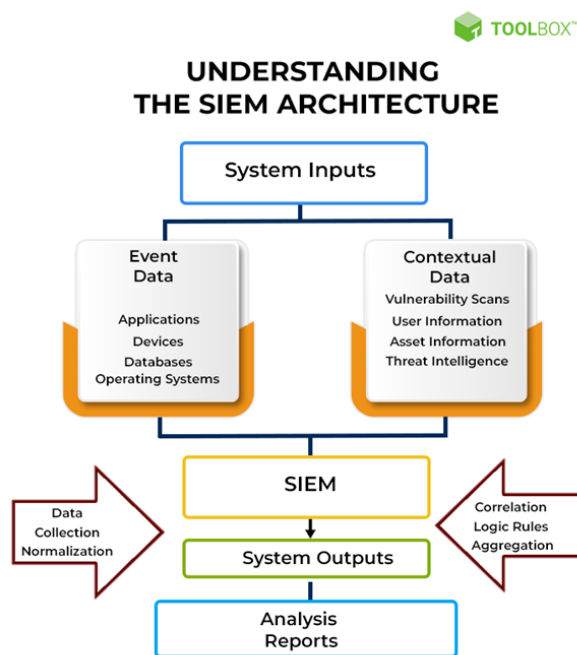 TOOLBOX™
UNDERSTANDING
THE SIEM ARCHITECTURE
System Inputs
Event
Data
Applications
Devices
Databases
Operating Systems
Contextual
Data
Vulnerability Scans
User Information
Asset Information
Threat Intelligence
SIEM
Data
Collection
Normalization
Correlation
Logic Rules
Aggregation
System Outputs
Analysis
Reports